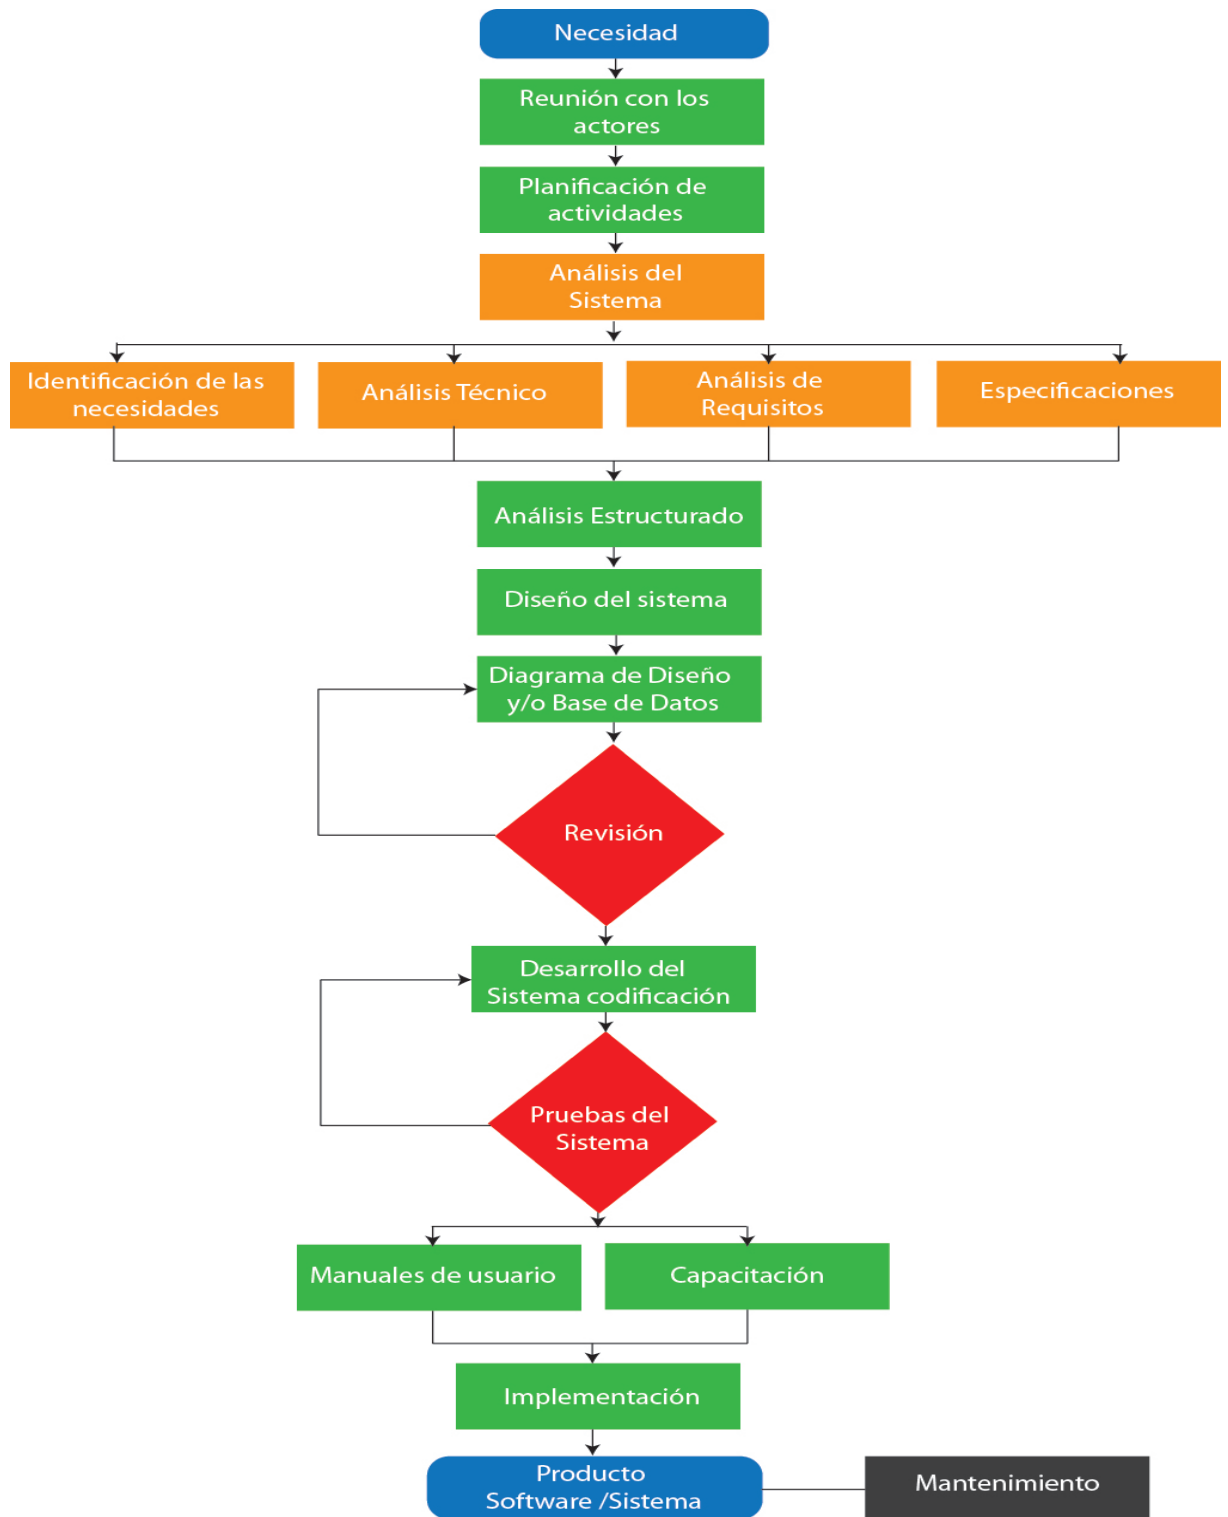 Necesidad
Reunión con los
actores
Planificación de
actividades
Análisis del
Sistema
Identificación de las
necesidades
Análisis Técnico
Análisis de
Requisitos
Especificaciones
Análisis Estructurado
Diseño del sistema
Diagrama de Diseño
y/o Base de Datos
Revisión
Desarrollo del
Sistema codificación
Pruebas del
Sistema
Manuales de usuario
Capacitación
Implementación
Producto
Software /Sistema
Mantenimiento